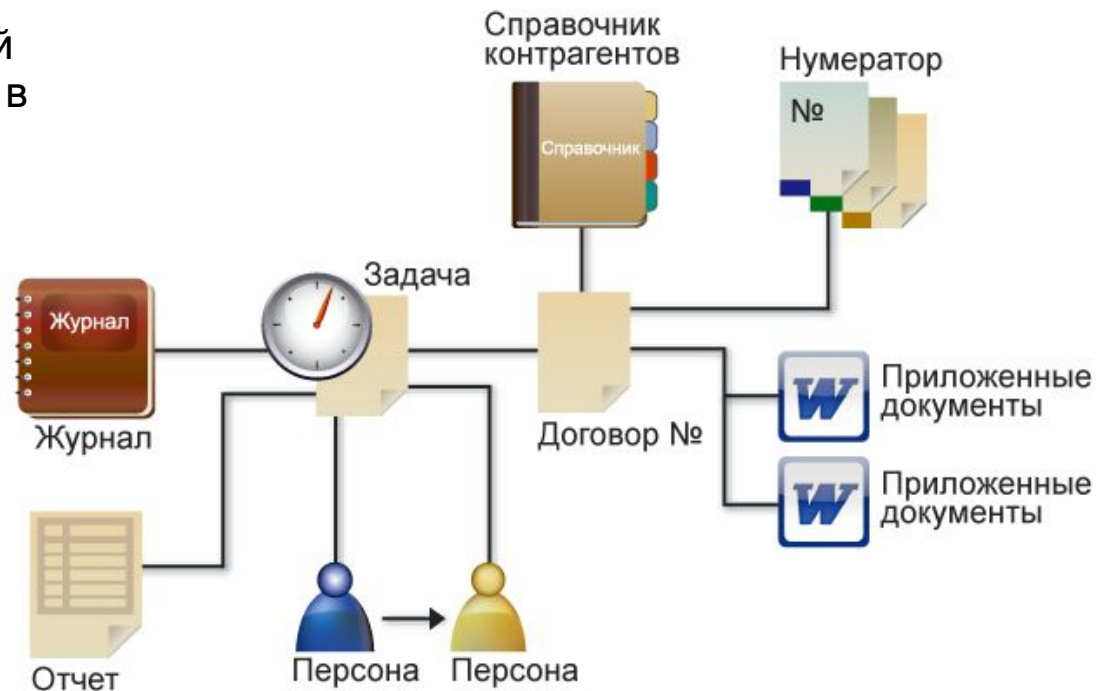 й
в
Справочник
контрагентов
Нумератор
№
Справочник
Задача
Журнал
Журнал
Договор №
Приложенные
документы
Приложенные
документы
Отчет
Персона
Персона